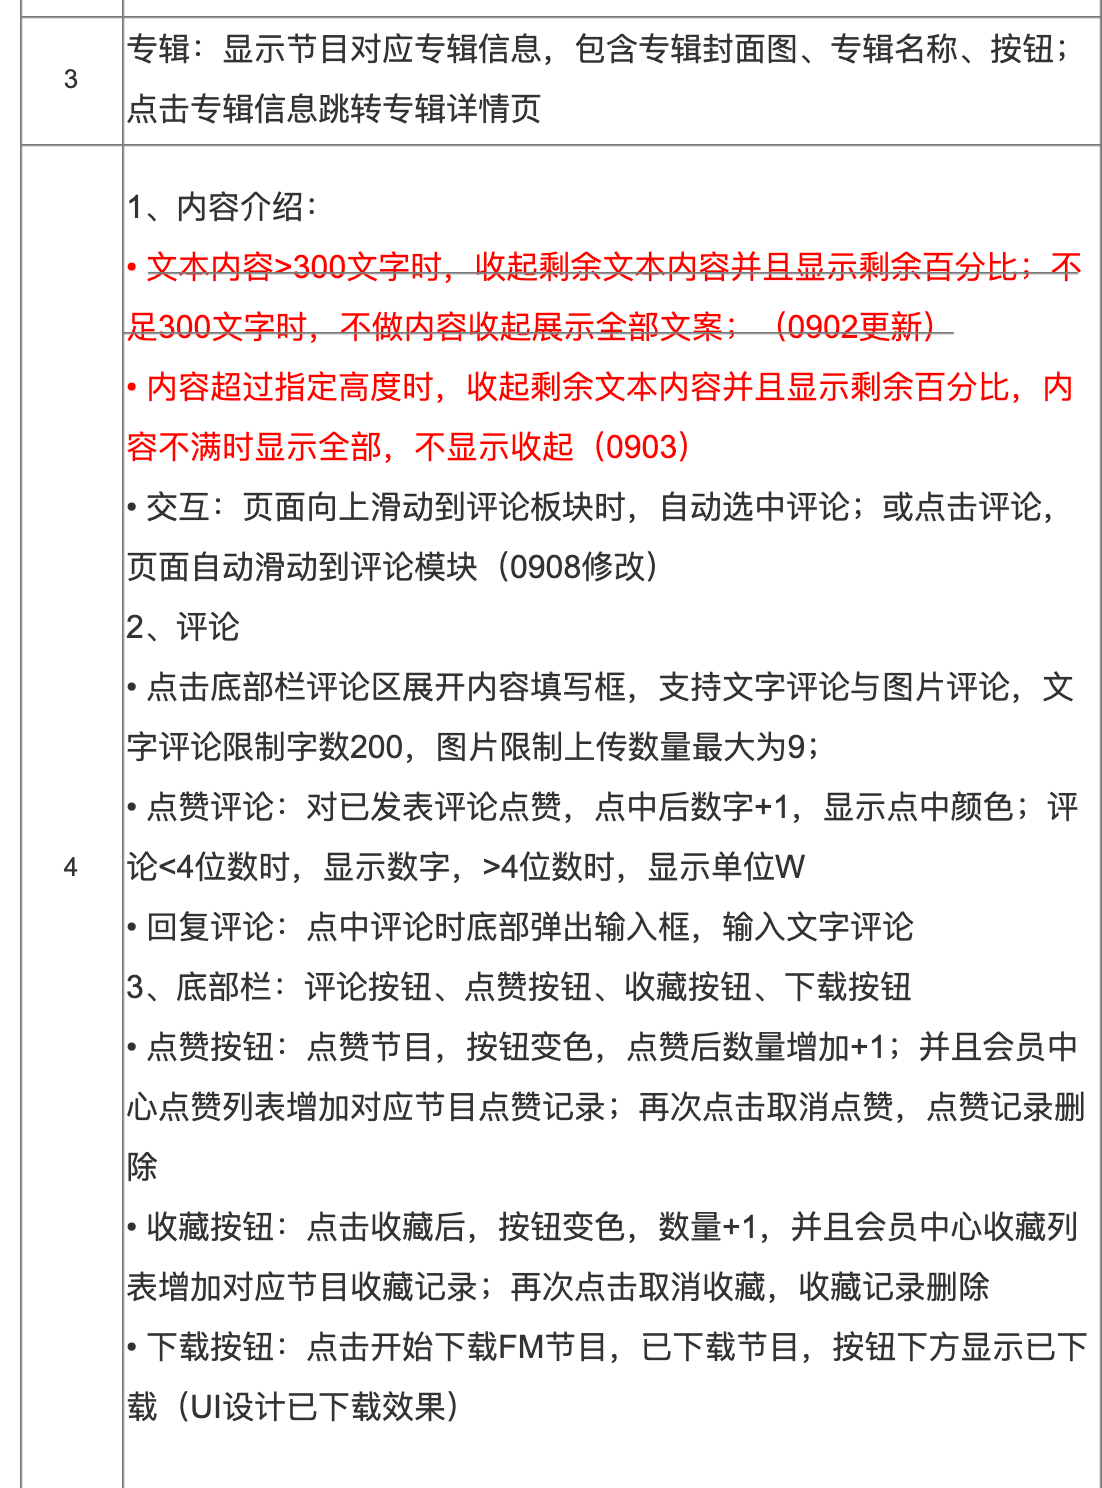 3
专辑：显示节目对应专辑信息，包含专辑封面图、专辑名称、按钮；
点击专辑信息跳转专辑详情页
4
1、内容介绍：
• 文本内容>300文字时，收起剩余文本内容并且显示剩余百分比；不
足300文字时，不做内容收起展示全部文案；（0902更新）
• 内容超过指定高度时，收起剩余文本内容并且显示剩余百分比，内
容不满时显示全部，不显示收起（0903）
• 交互：页面向上滑动到评论板块时，自动选中评论；或点击评论，
页面自动滑动到评论模块（0908修改）
2、评论
• 点击底部栏评论区展开内容填写框，支持文字评论与图片评论，文
字评论限制字数200，图片限制上传数量最大为9；
• 点赞评论：对已发表评论点赞，点中后数字+1，显示点中颜色；评
论<4位数时，显示数字，>4位数时，显示单位W
• 回复评论：点中评论时底部弹出输入框，输入文字评论
3、底部栏：评论按钮、点赞按钮、收藏按钮、下载按钮
• 点赞按钮：点赞节目，按钮变色，点赞后数量增加+1；并且会员中
心点赞列表增加对应节目点赞记录；再次点击取消点赞，点赞记录删
除
• 收藏按钮：点击收藏后，按钮变色，数量+1，并且会员中心收藏列
表增加对应节目收藏记录；再次点击取消收藏，收藏记录删除
• 下载按钮：点击开始下载FM节目，已下载节目，按钮下方显示已下
载（UI设计已下载效果）